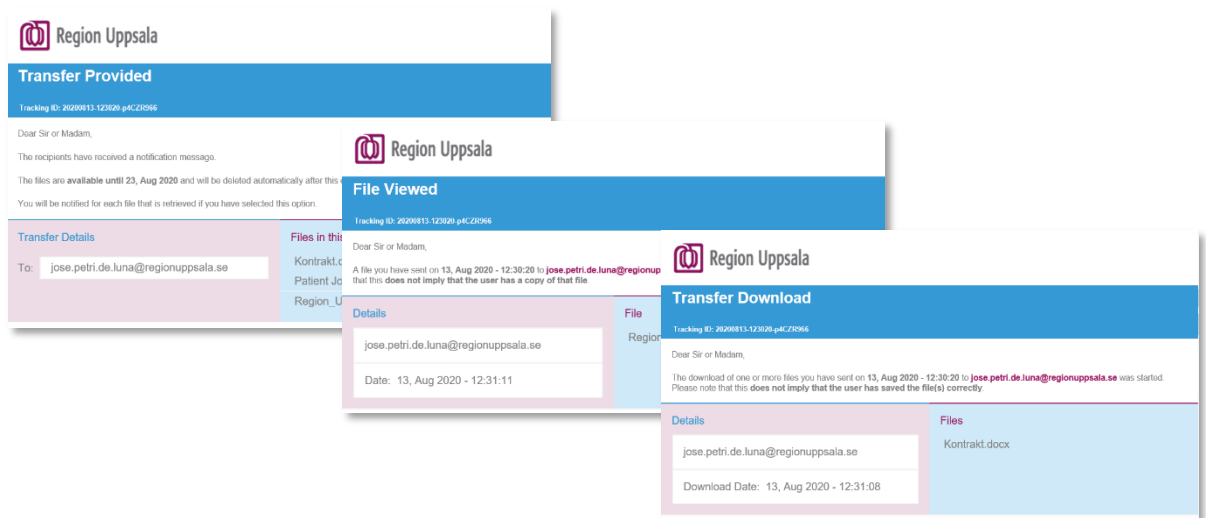 Region Uppsala
Transfer Provided
Tracking ID: 20200813-123020-p4CZR966
Dear Sir or Madam,
The recipients have received a notification message.
The files are available until 23, Aug 2020 and will be deleted automatically after this
You will be notified for each file that is retrieved if you have selected this option.
Transfer Details
To: jose.petri.de.luna@regionuppsala.se
Files in this
Kontrakt.
Patient Jo
Region_U
Region Uppsala
File Viewed
Tracking ID: 20200813-123020-p4CZR966
Dear Sir or Madam,
A file you have sent on 13, Aug 2020 - 12:30:20 to jose.petri.de.luna@regionup
that this does not imply that the user has a copy of that file
Details
jose.petri.de.luna@regionuppsala.se
Date: 13, Aug 2020 - 12:31:11
File
Region
Region Uppsala
Transfer Download
Tracking ID: 20200813-123020-p4CZR966
Dear Sir or Madam,
The download of one or more files you have sent on 13, Aug 2020 - 12:30:20 to jose.petri.de.luna@regionuppsala.se was started.
Please note that this does not imply that the user has saved the file(s) correctly.
Details
jose.petri.de.luna@regionuppsala.se
Download Date: 13, Aug 2020 - 12:31:08
Files
Kontrakt.docx